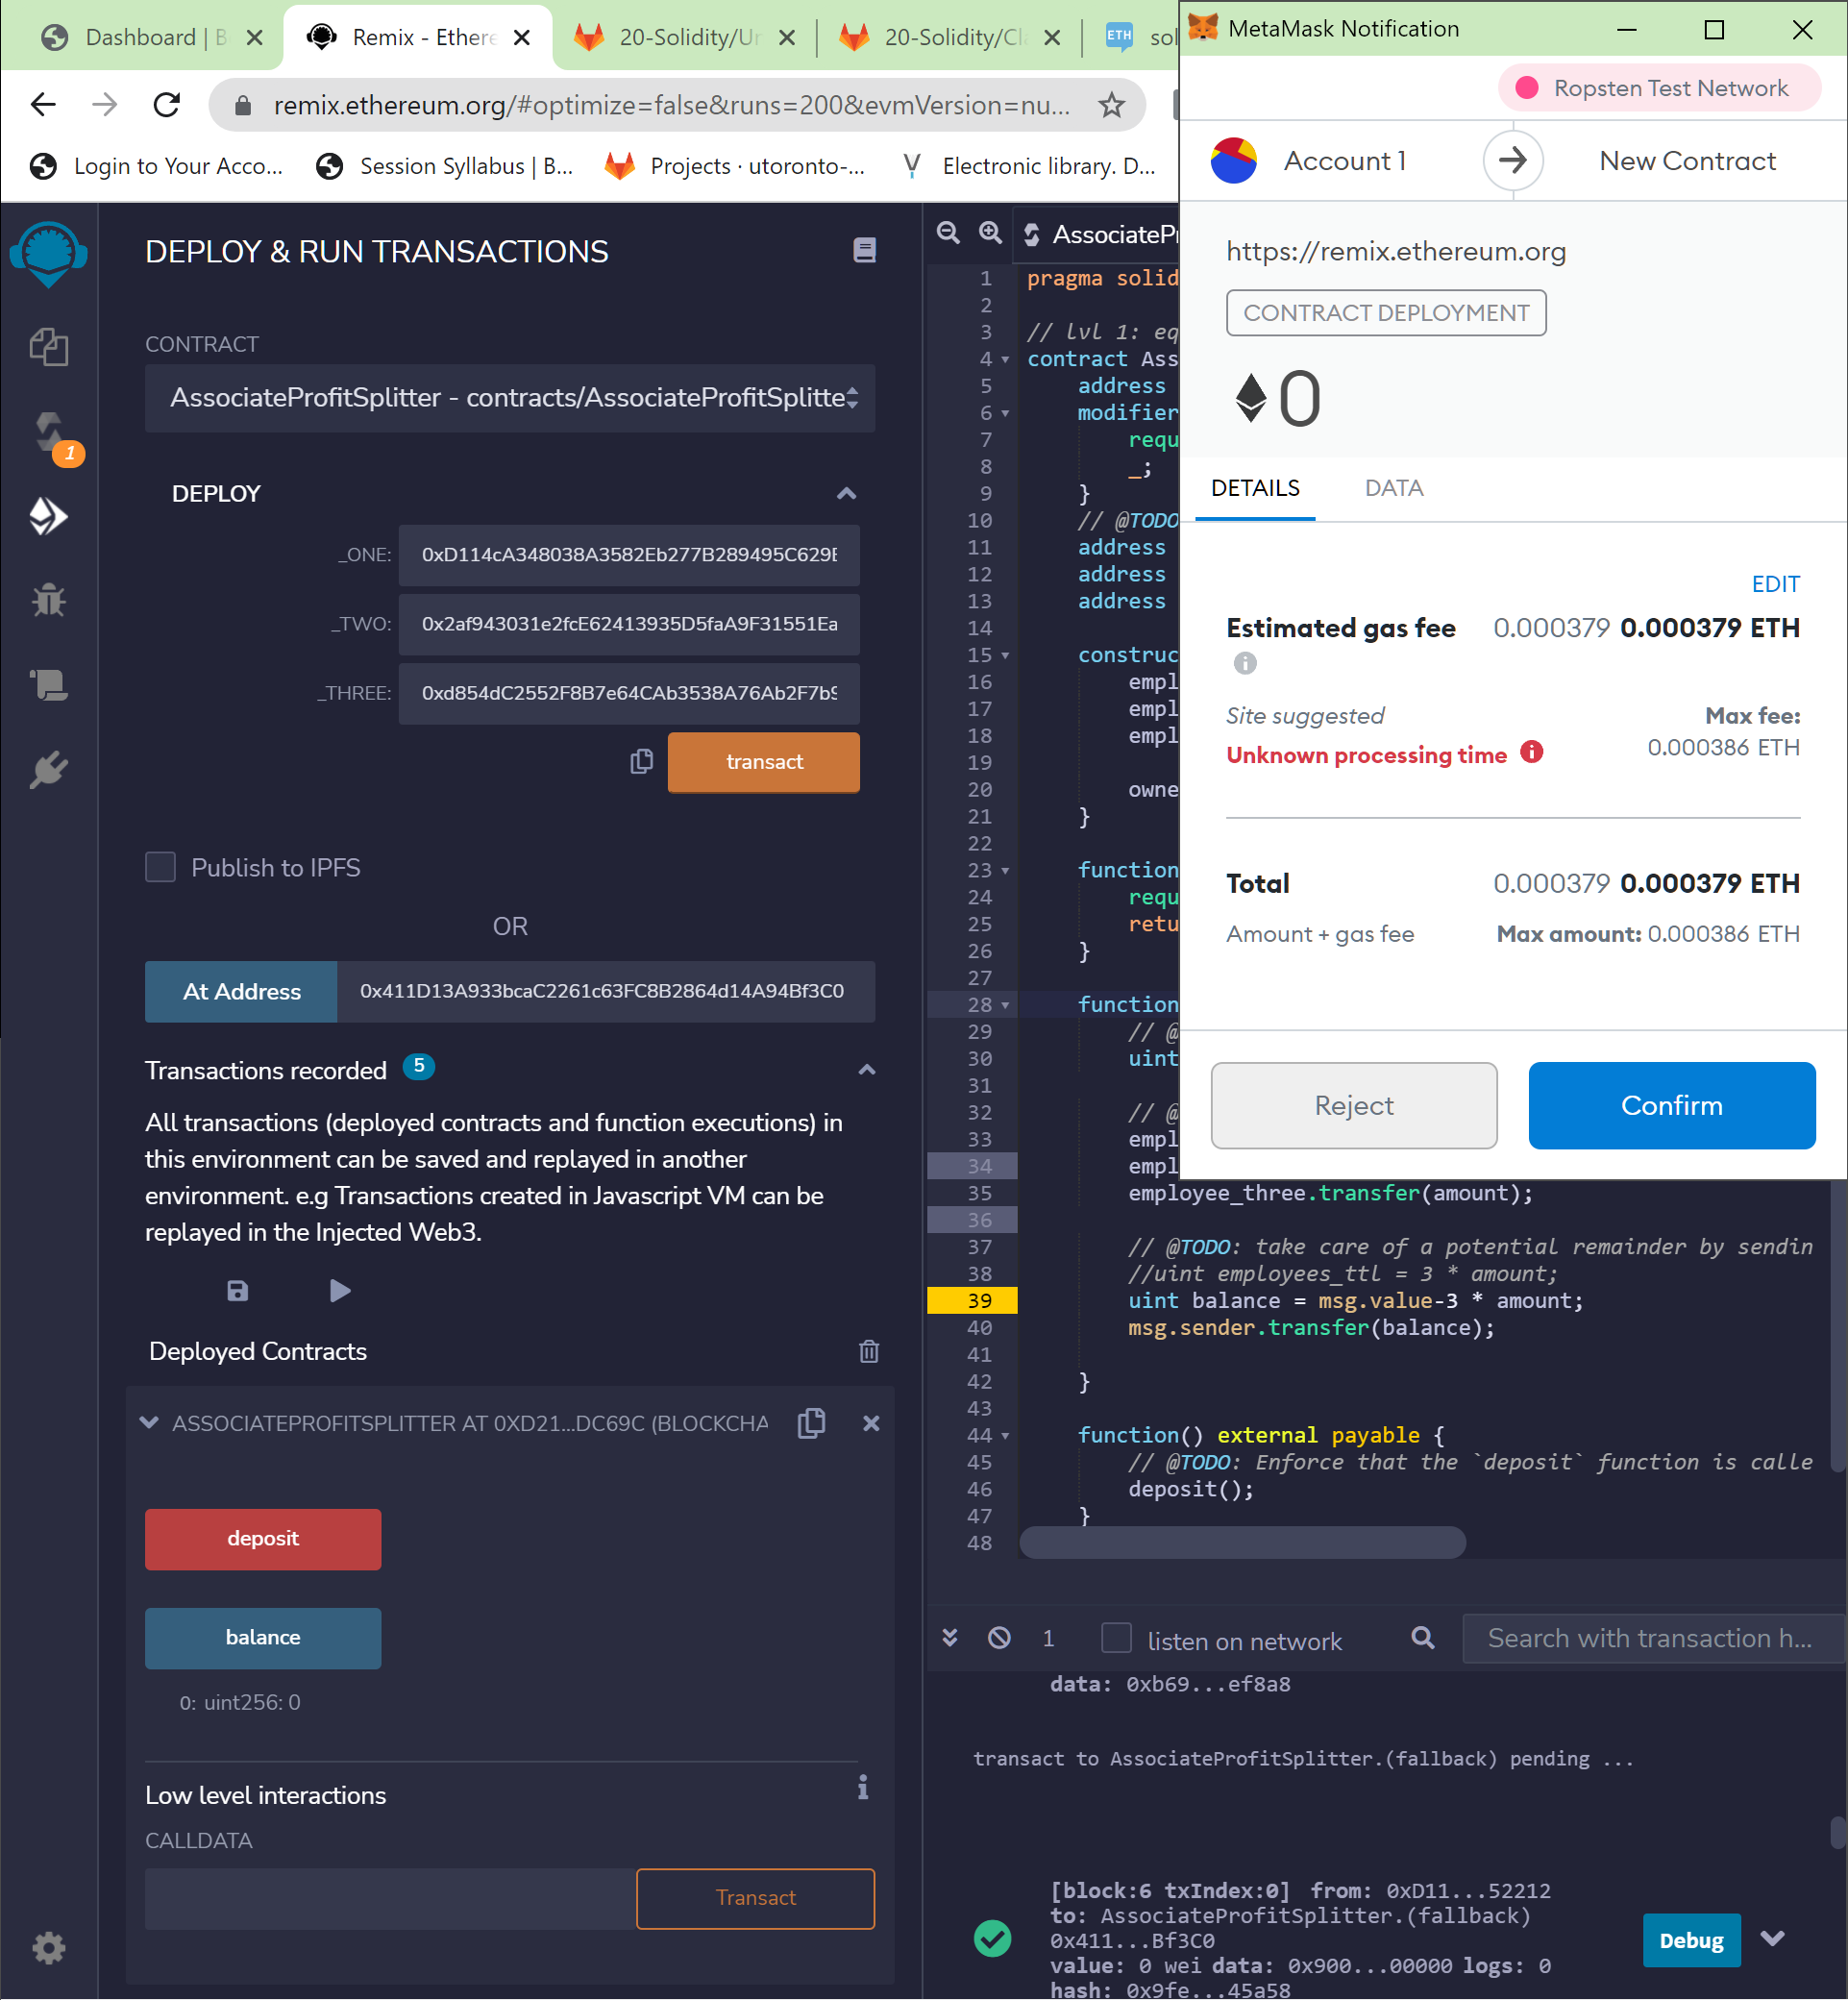 Dashboard | B
Remix - Ethere
20-Solidity/Un
20-Solidity/Cla
ETH sol
MetaMask Notification
remix.ethereum.org/#optimize=false&runs=200&evmVersion=nu...
Login to Your Acco...
Session Syllabus | B...
Projects · utoronto-...
Electronic library. D...
Ropsten Test Network
Account 1
New Contract
https://remix.ethereum.org
CONTRACT DEPLOYMENT
0
DETAILS
DATA
EDIT
Estimated gas fee 0.000379 0.000379 ETH
Site suggested Max fee:
Unknown processing time 0.000386 ETH
Total 0.000379 0.000379 ETH
Amount + gas fee Max amount: 0.000386 ETH
Reject
Confirm
DEPLOY & RUN TRANSACTIONS
CONTRACT
AssociateProfitSplitter - contracts/AssociateProfitSplitte
1
DEPLOY
_ONE: 0xD114cA348038A3582Eb277B289495C629E
_TWO: 0x2af943031e2fcE62413935D5faA9F31551Ea
_THREE: 0xd854dC2552F8B7e64CAb3538A76Ab2F7b9
transact
Publish to IPFS
OR
At Address 0x411D13A933bcaC2261c63FC8B2864d14A94Bf3C0
Transactions recorded 5
All transactions (deployed contracts and function executions) in
this environment can be saved and replayed in another
environment. e.g Transactions created in Javascript VM can be
replayed in the Injected Web3.
Deployed Contracts
ASSOCIATEPROFITSPLITTER AT 0XD21...DC69C (BLOCKCHA
deposit
balance
0: uint256: 0
Low level interactions
CALLDATA
Transact
AssociatePr
1 pragma solid
2
3 // lvl 1: eq
4 contract Ass
5 address
6 modifier
7 requ
8 _;
9 }
10 // @TODO
11 address
12 address
13 address
14
15 construc
16 empl
17 empl
18 empl
19
20 owne
21 }
22
23 function
24 requ
25 retu
26 }
27
28 function
29 // @
30 uint
31
32 // @
33 empl
34 empl
35 employee_three.transfer(amount);
36
37 // @TODO: take care of a potential remainder by sendin
38 //uint employees_ttl = 3 * amount;
39 uint balance = msg.value-3 * amount;
40 msg.sender.transfer(balance);
41
42 }
43
44 function() external payable {
45 // @TODO: Enforce that the `deposit` function is calle
46 deposit();
47 }
48
1
listen on network
Search with transaction h...
data: 0xb69...ef8a8
transact to AssociateProfitSplitter.(fallback) pending ...
[block:6 txIndex:0] from: 0xD11...52212
to: AssociateProfitSplitter.(fallback)
0x411...Bf3C0
value: 0 wei data: 0x900...00000 logs: 0
hash: 0x9fe...45a58
Debug